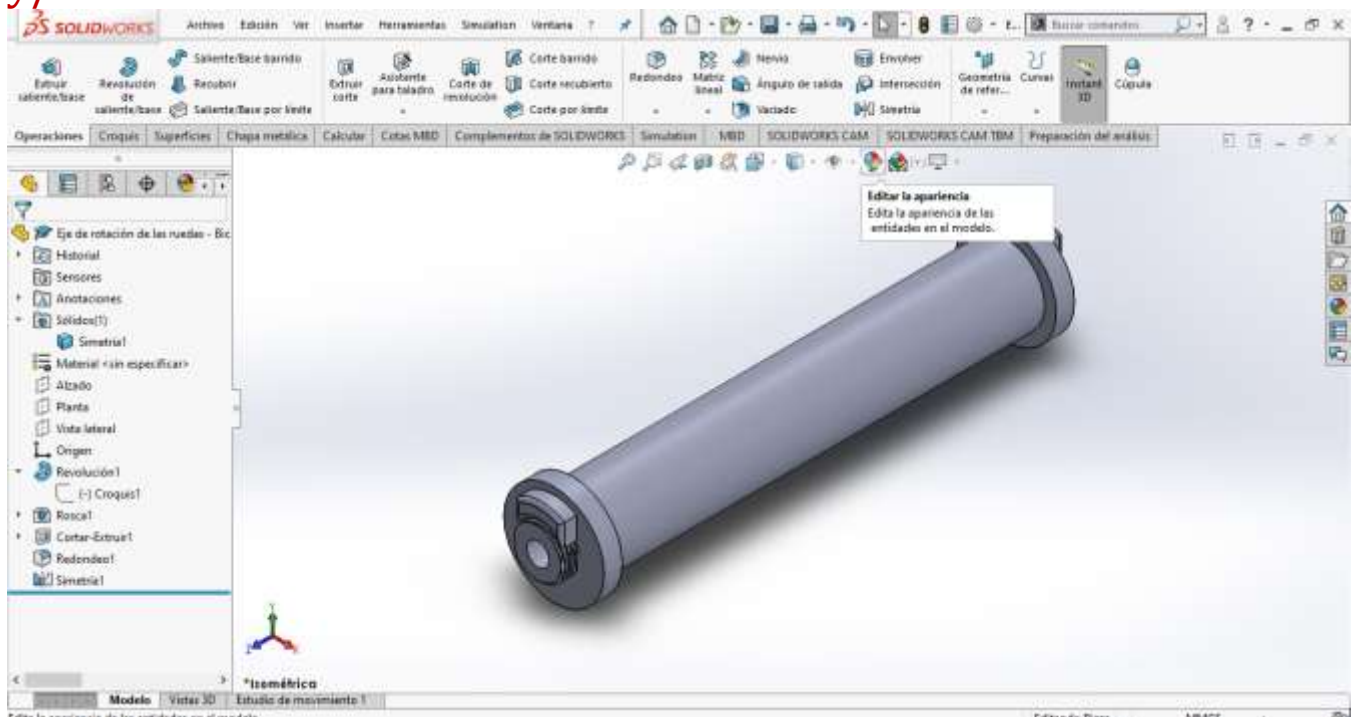 SOLIDWORKS Archivo Edición Ver Insertar Herramientas Simulation Ventana ?
Extruir saliente/base
Revolución de saliente/base
Saliente/Base barrido
Recubrir
Saliente/Base por límite
Extruir corte
Asistente para taladro
Corte de revolución
Corte barrido
Corte recubierto
Corte por límite
Redondeo
Matriz lineal
Nervio
Ángulo de salida
Vaciado
Envolver
Intersección
Simetría
Geometría de refer...
Curvas
Instant 3D
Cúpula
Operaciones Croquis Superficies Chapa metálica Calcular Cotas MBD Complementos de SOLIDWORKS Simulation MBD SOLIDWORKS CAM SOLIDWORKS CAM TBM Preparación del análisis
Editar la apariencia
Edita la apariencia de las
entidades en el modelo.
Eje de rotación de las ruedas - Bic
Historial
Sensores
Anotaciones
Sólidos(1)
Simetría1
Material <sin especificar>
Alzado
Planta
Vista lateral
Origen
Revolución1
(-) Croquis1
Rosca1
Cortar-Extruir1
Redondeo1
Simetría1
*Isométrica
Modelo Vistas 3D Estudio de movimiento 1